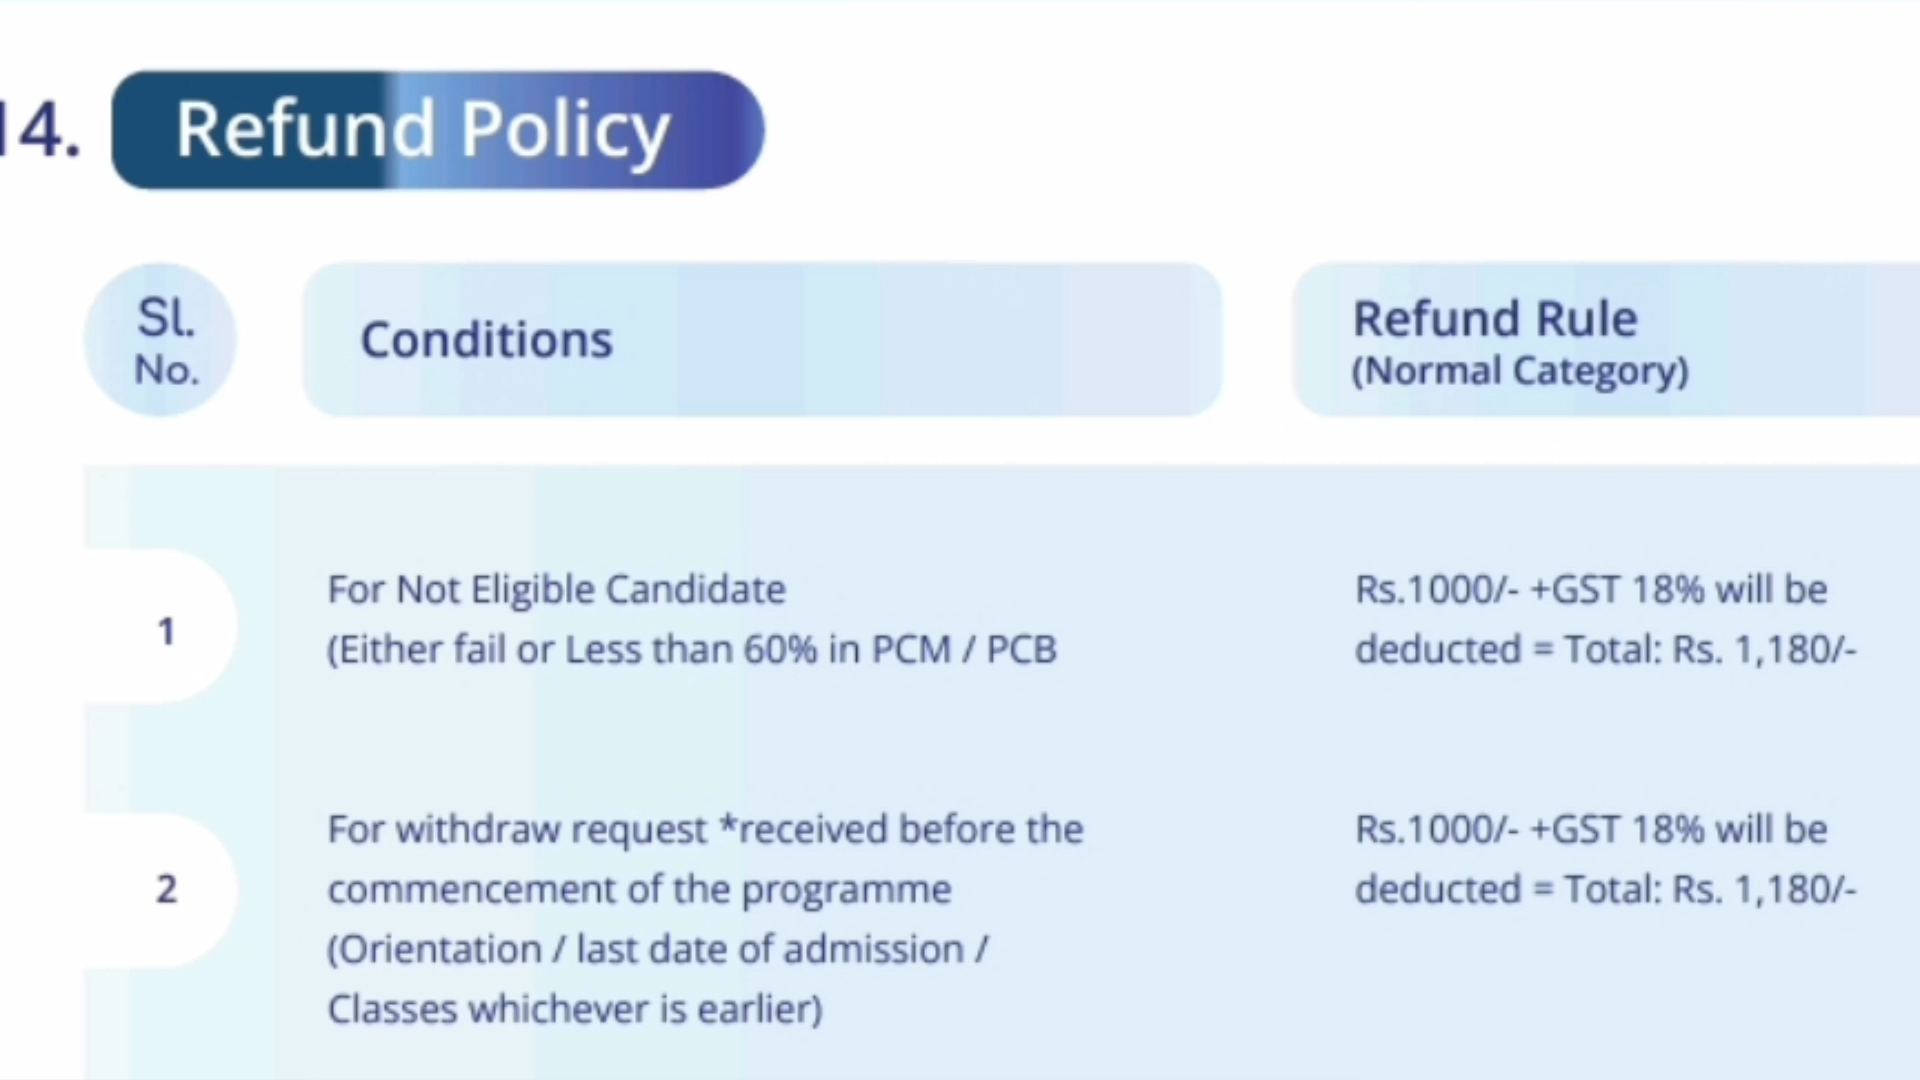 14. Refund Policy
Sl.
No.
Conditions
Refund Rule
(Normal Category)
1
For Not Eligible Candidate
(Either fail or Less than 60% in PCM / PCB
Rs.1000/- +GST 18% will be
deducted = Total: Rs. 1,180/-
2
For withdraw request *received before the
commencement of the programme
(Orientation / last date of admission /
Classes whichever is earlier)
Rs.1000/- +GST 18% will be
deducted = Total: Rs. 1,180/-